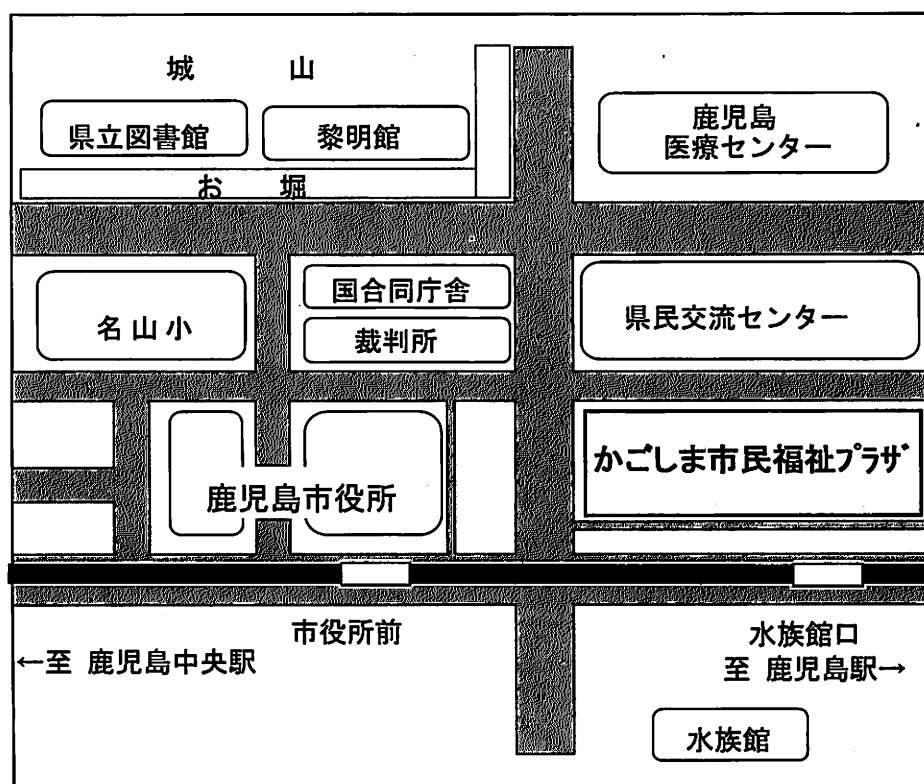 城 山
県立図書館
黎明館
鹿児島
医療センター
お 堀
名山小
国合同庁舎
裁判所
県民交流センター
鹿児島市役所
かごしま市民福祉プラザ
市役所前
水族館口
←至 鹿児島中央駅
至 鹿児島駅→
水族館